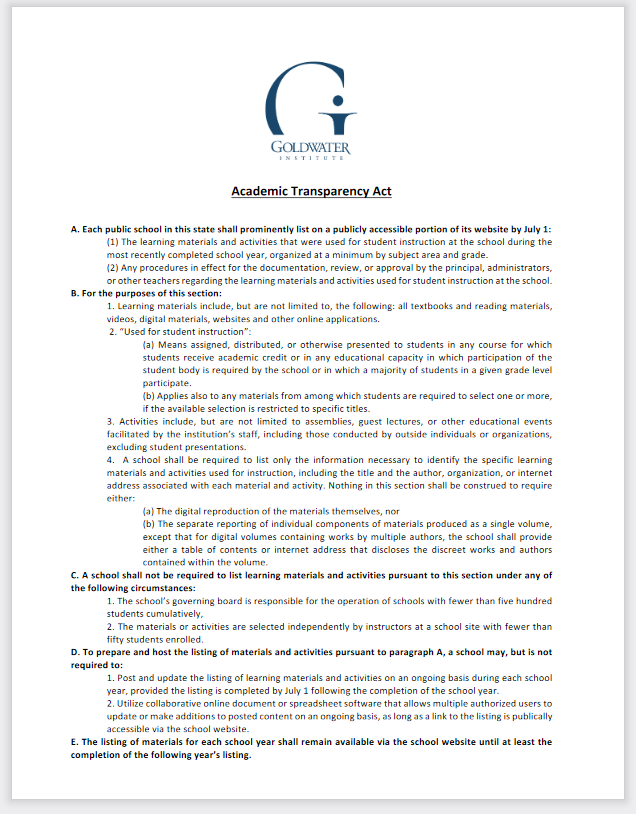 GOLDWATER
INSTITUTE
Academic Transparency Act
A. Each public school in this state shall prominently list on a publicly accessible portion of its website by July 1:
(1) The learning materials and activities that were used for student instruction at the school during the
most recently completed school year, organized at a minimum by subject area and grade.
(2) Any procedures in effect for the documentation, review, or approval by the principal, administrators,
or other teachers regarding the learning materials and activities used for student instruction at the school.
B. For the purposes of this section:
1. Learning materials include, but are not limited to, the following: all textbooks and reading materials,
videos, digital materials, websites and other online applications.
2. “Used for student instruction”:
(a) Means assigned, distributed, or otherwise presented to students in any course for which
students receive academic credit or in any educational capacity in which participation of the
student body is required by the school or in which a majority of students in a given grade level
participate.
(b) Applies also to any materials from among which students are required to select one or more,
if the available selection is restricted to specific titles.
3. Activities include, but are not limited to assemblies, guest lectures, or other educational events
facilitated by the institution’s staff, including those conducted by outside individuals or organizations,
excluding student presentations.
4. A school shall be required to list only the information necessary to identify the specific learning
materials and activities used for instruction, including the title and the author, organization, or internet
address associated with each material and activity. Nothing in this section shall be construed to require
either:
(a) The digital reproduction of the materials themselves, nor
(b) The separate reporting of individual components of materials produced as a single volume,
except that for digital volumes containing works by multiple authors, the school shall provide
either a table of contents or internet address that discloses the discreet works and authors
contained within the volume.
C. A school shall not be required to list learning materials and activities pursuant to this section under any of
the following circumstances:
1. The school’s governing board is responsible for the operation of schools with fewer than five hundred
students cumulatively,
2. The materials or activities are selected independently by instructors at a school site with fewer than
fifty students enrolled.
D. To prepare and host the listing of materials and activities pursuant to paragraph A, a school may, but is not
required to:
1. Post and update the listing of learning materials and activities on an ongoing basis during each school
year, provided the listing is completed by July 1 following the completion of the school year.
2. Utilize collaborative online document or spreadsheet software that allows multiple authorized users to
update or make additions to posted content on an ongoing basis, as long as a link to the listing is publically
accessible via the school website.
E. The listing of materials for each school year shall remain available via the school website until at least the
completion of the following year’s listing.